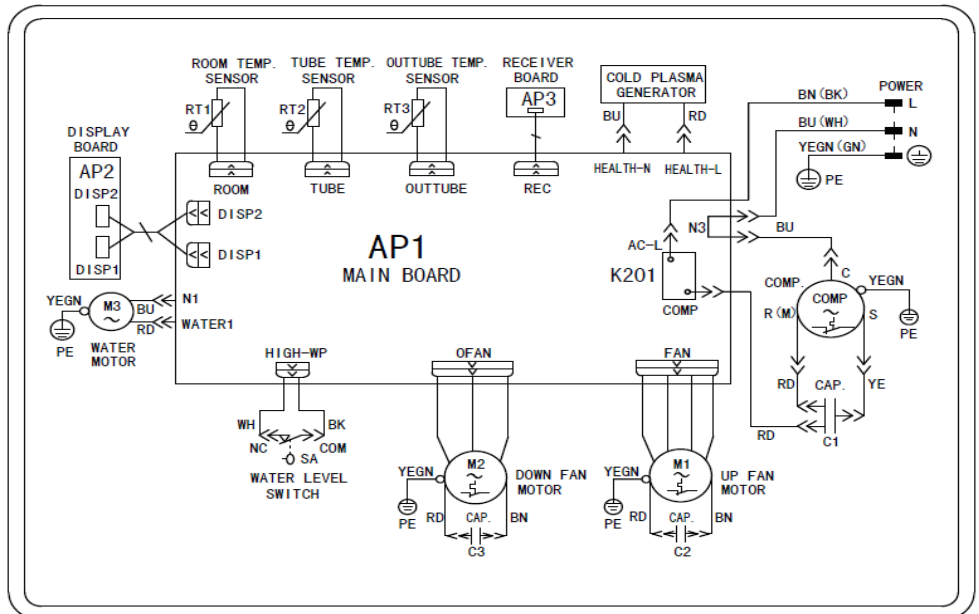 ROOM TEMP. SENSOR
TUBE TEMP. SENSOR
OUTTUBE TEMP. SENSOR
RECEIVER BOARD
AP3
COLD PLASMA GENERATOR
POWER
BN(BK)
L
BU(WH)
N
YEGN(GN)
PE
RT1
θ
RT2
θ
RT3
θ
BU
RD
DISPLAY BOARD
AP2
DISP2
DISP1
ROOM
TUBE
OUTTUBE
REC
HEALTH-N
HEALTH-L
DISP2
DISP1
AP1
MAIN BOARD
N3
BU
AC-L
K201
COMP
C
COMP.
COMP
YEGN
PE
R(M)
S
YEGN
M3
BU
RD
N1
WATER1
PE
WATER MOTOR
HIGH-WP
OFAN
FAN
RD
CAP.
YE
C1
RD
WH
BK
NC
COM
SA
WATER LEVEL SWITCH
YEGN
M2
DOWN FAN MOTOR
PE
RD
CAP.
BN
C3
YEGN
M1
UP FAN MOTOR
PE
RD
CAP.
BN
C2